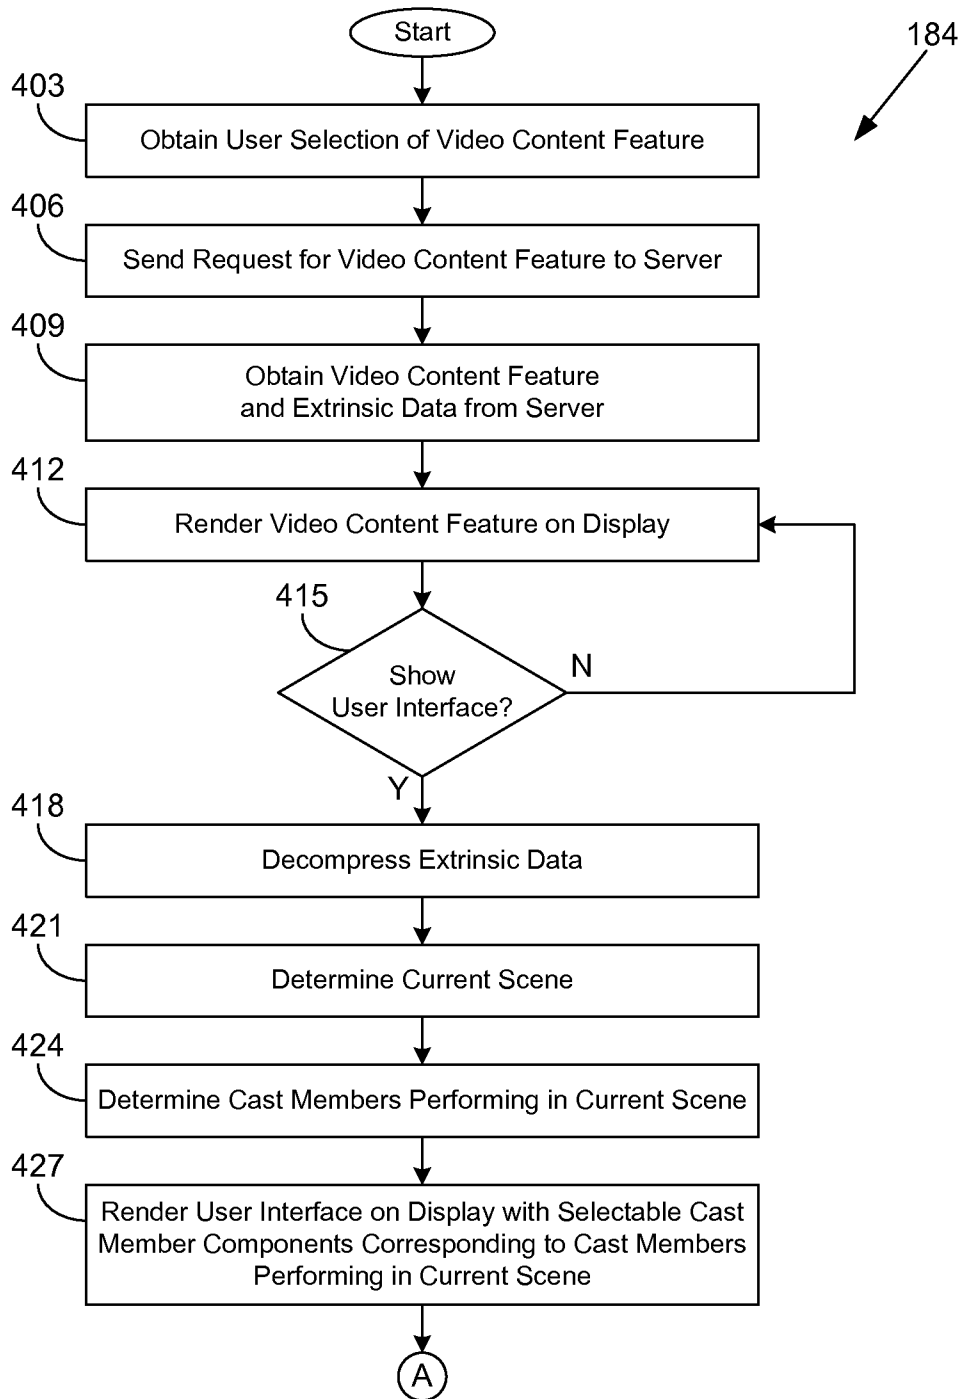 Start
184
403
Obtain User Selection of Video Content Feature
406
Send Request for Video Content Feature to Server
409
Obtain Video Content Feature
and Extrinsic Data from Server
412
Render Video Content Feature on Display
415
Show
User Interface?
N
Y
418
Decompress Extrinsic Data
421
Determine Current Scene
424
Determine Cast Members Performing in Current Scene
427
Render User Interface on Display with Selectable Cast
Member Components Corresponding to Cast Members
Performing in Current Scene
A